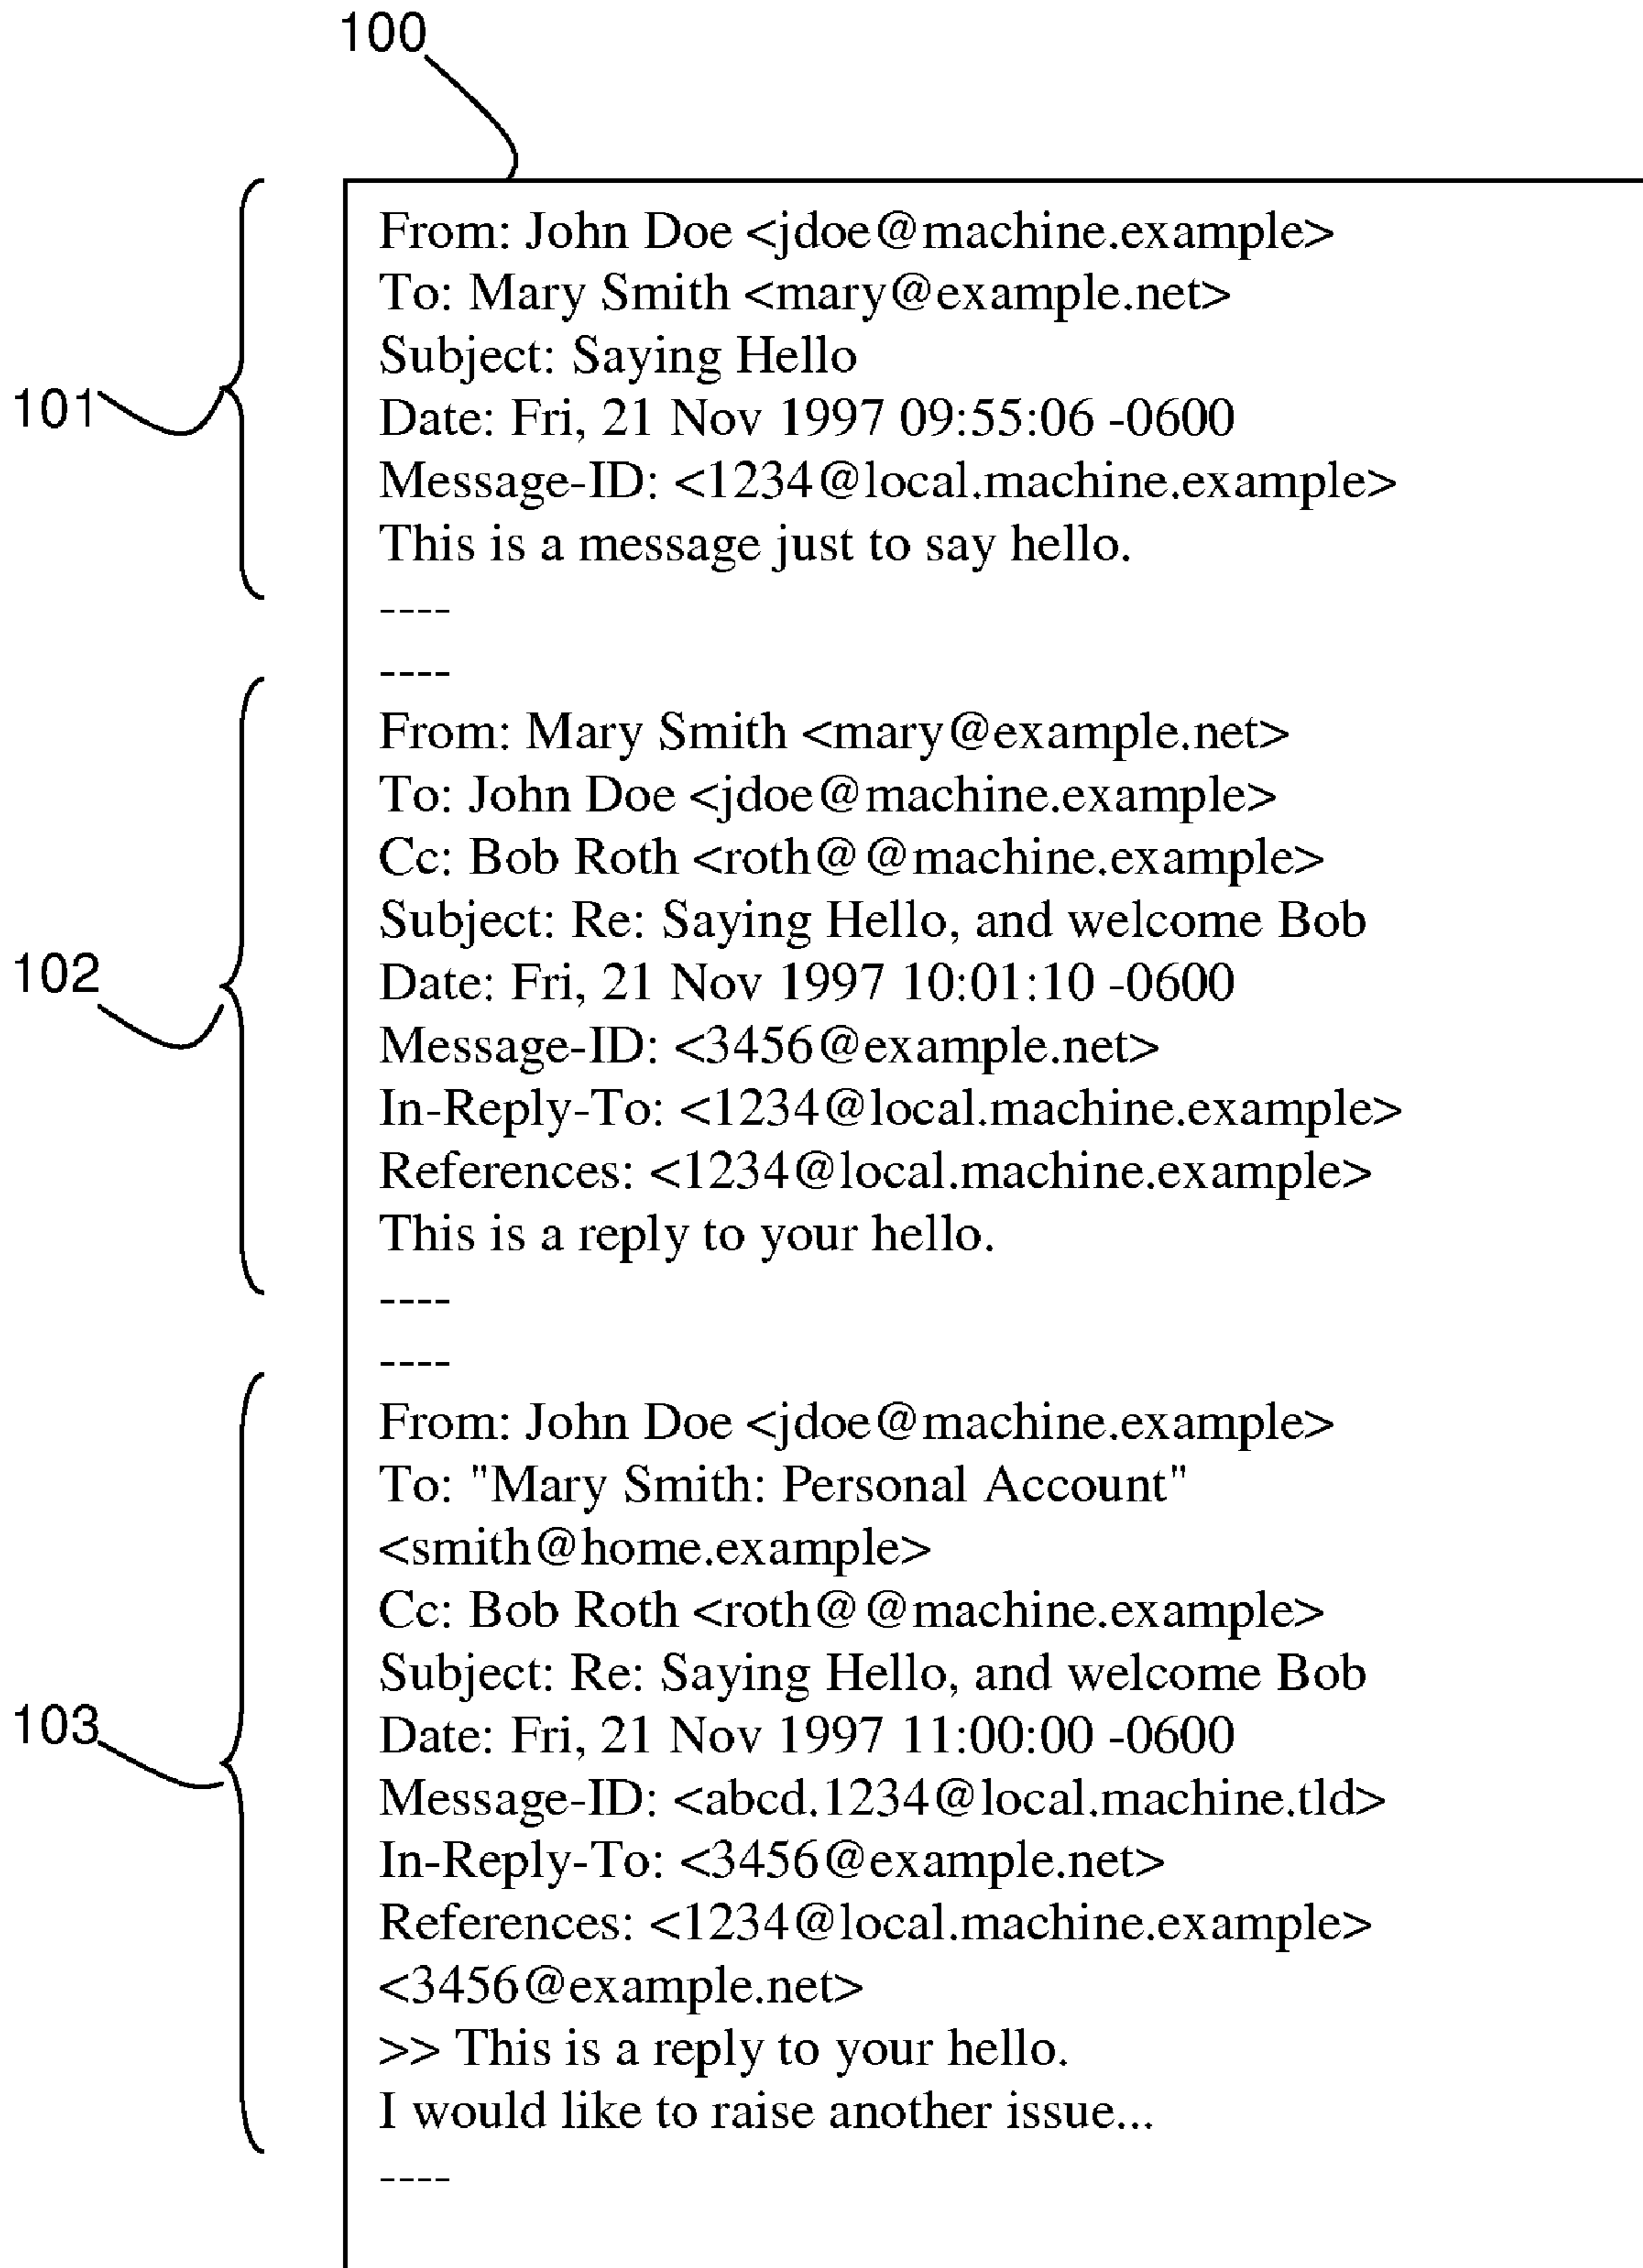 100
101
From: John Doe <jdoe@machine.example>
To: Mary Smith <mary@example.net>
Subject: Saying Hello
Date: Fri, 21 Nov 1997 09:55:06 -0600
Message-ID: <1234@local.machine.example>
This is a message just to say hello.
----
----
102
From: Mary Smith <mary@example.net>
To: John Doe <jdoe@machine.example>
Cc: Bob Roth <roth@@machine.example>
Subject: Re: Saying Hello, and welcome Bob
Date: Fri, 21 Nov 1997 10:01:10 -0600
Message-ID: <3456@example.net>
In-Reply-To: <1234@local.machine.example>
References: <1234@local.machine.example>
This is a reply to your hello.
----
----
103
From: John Doe <jdoe@machine.example>
To: "Mary Smith: Personal Account"
<smith@home.example>
Cc: Bob Roth <roth@@machine.example>
Subject: Re: Saying Hello, and welcome Bob
Date: Fri, 21 Nov 1997 11:00:00 -0600
Message-ID: <abcd.1234@local.machine.tld>
In-Reply-To: <3456@example.net>
References: <1234@local.machine.example>
<3456@example.net>
>> This is a reply to your hello.
I would like to raise another issue...
----